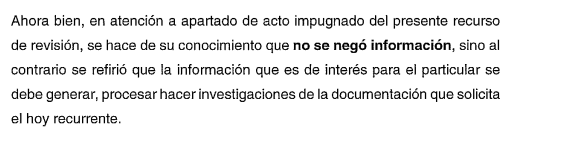 Ahora bien, en atención a apartado de acto impugnado del presente recurso
de revisión, se hace de su conocimiento que no se negó información, sino al
contrario se refirió que la información que es de interés para el particular se
debe generar, procesar hacer investigaciones de la documentación que solicita
el hoy recurrente.